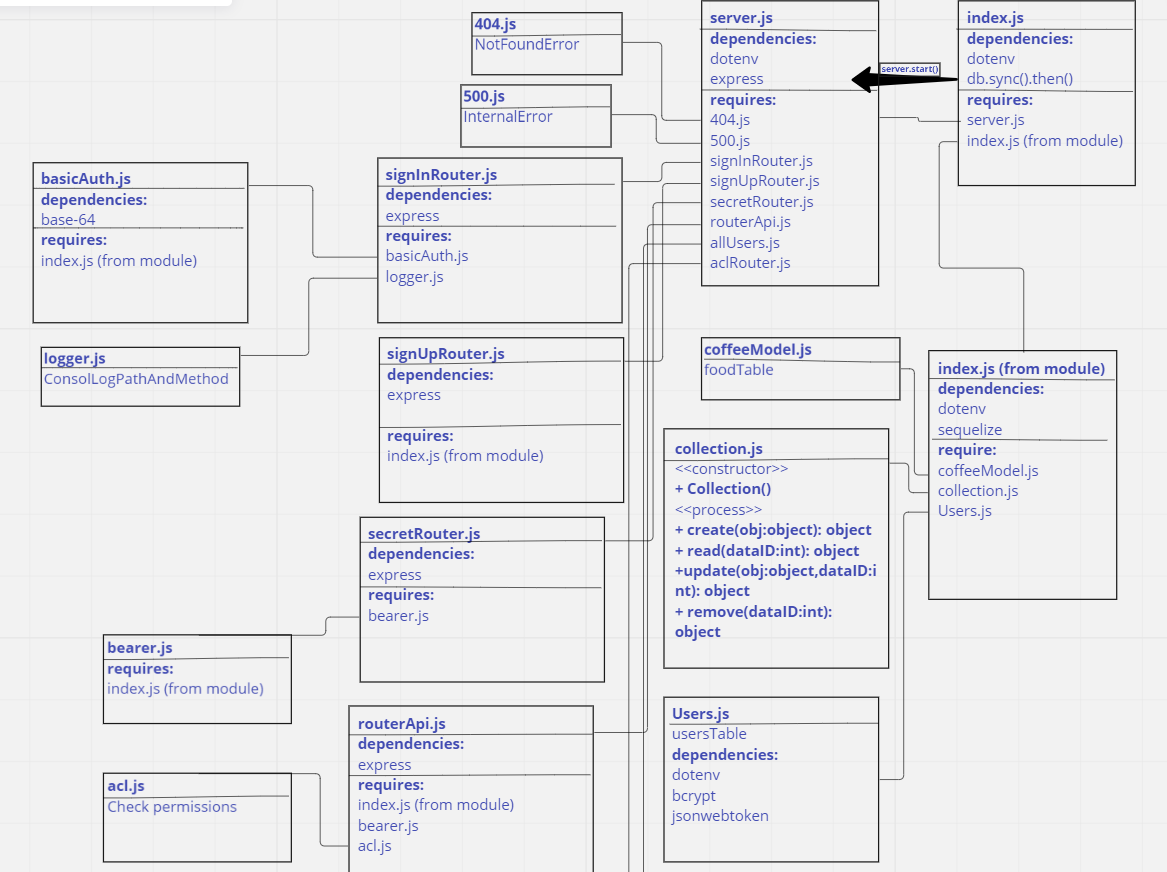 404.js
NotFoundError
500.js
InternalError
server.js
dependencies:
dotenv
express
requires:
404.js
500.js
signInRouter.js
signUpRouter.js
secretRouter.js
routerApi.js
allUsers.js
aclRouter.js
server.start()
index.js
dependencies:
dotenv
db.sync().then()
requires:
server.js
index.js (from module)
basicAuth.js
dependencies:
base-64
requires:
index.js (from module)
signInRouter.js
dependencies:
express
requires:
basicAuth.js
logger.js
logger.js
ConsolLogPathAndMethod
signUpRouter.js
dependencies:
express
requires:
index.js (from module)
coffeeModel.js
foodTable
index.js (from module)
dependencies:
dotenv
sequelize
require:
coffeeModel.js
collection.js
Users.js
collection.js
<<constructor>>
+ Collection()
<<process>>
+ create(obj:object): object
+ read(dataID:int): object
+update(obj:object,dataID:i
nt): object
+ remove(dataID:int):
object
secretRouter.js
dependencies:
express
requires:
bearer.js
bearer.js
requires:
index.js (from module)
routerApi.js
dependencies:
express
requires:
index.js (from module)
bearer.js
acl.js
acl.js
Check permissions
Users.js
usersTable
dependencies:
dotenv
bcrypt
jsonwebtoken